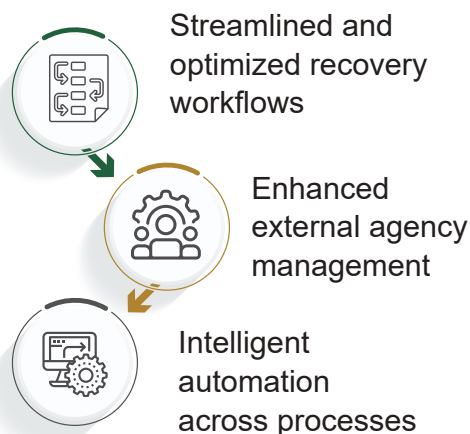 Streamlined and
optimized recovery
workflows
Enhanced
external agency
management
Intelligent
automation
across processes